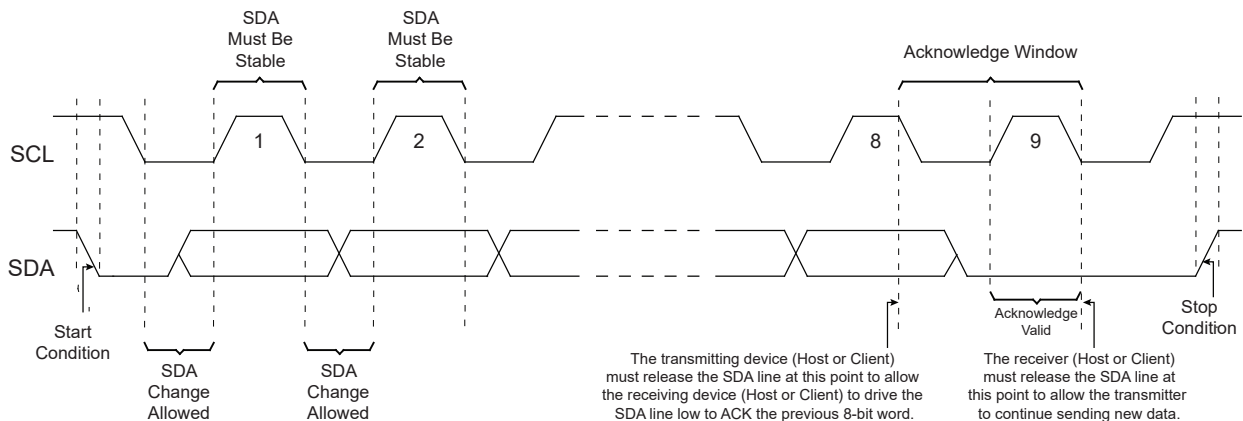 SDA
Must Be
Stable
SDA
Must Be
Stable
Acknowledge Window
SCL
1
2
8
9
SDA
Start
Condition
SDA
Change
Allowed
SDA
Change
Allowed
Acknowledge
Valid
Stop
Condition
The transmitting device (Host or Client)
must release the SDA line at this point to allow
the receiving device (Host or Client) to drive the
SDA line low to ACK the previous 8-bit word.
The receiver (Host or Client)
must release the SDA line at
this point to allow the transmitter
to continue sending new data.